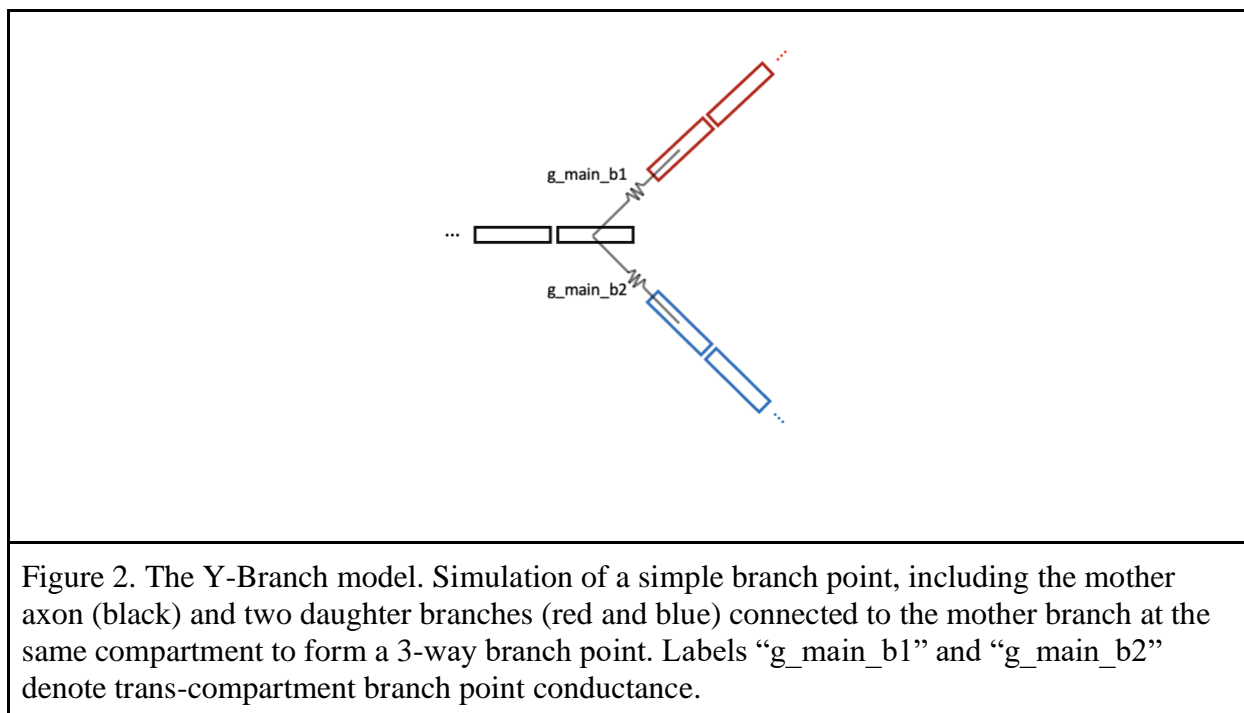 ...
g_main_b1
...
g_main_b2
...
Figure 2. The Y-Branch model. Simulation of a simple branch point, including the mother
axon (black) and two daughter branches (red and blue) connected to the mother branch at the
same compartment to form a 3-way branch point. Labels “g_main_b1” and “g_main_b2”
denote trans-compartment branch point conductance.